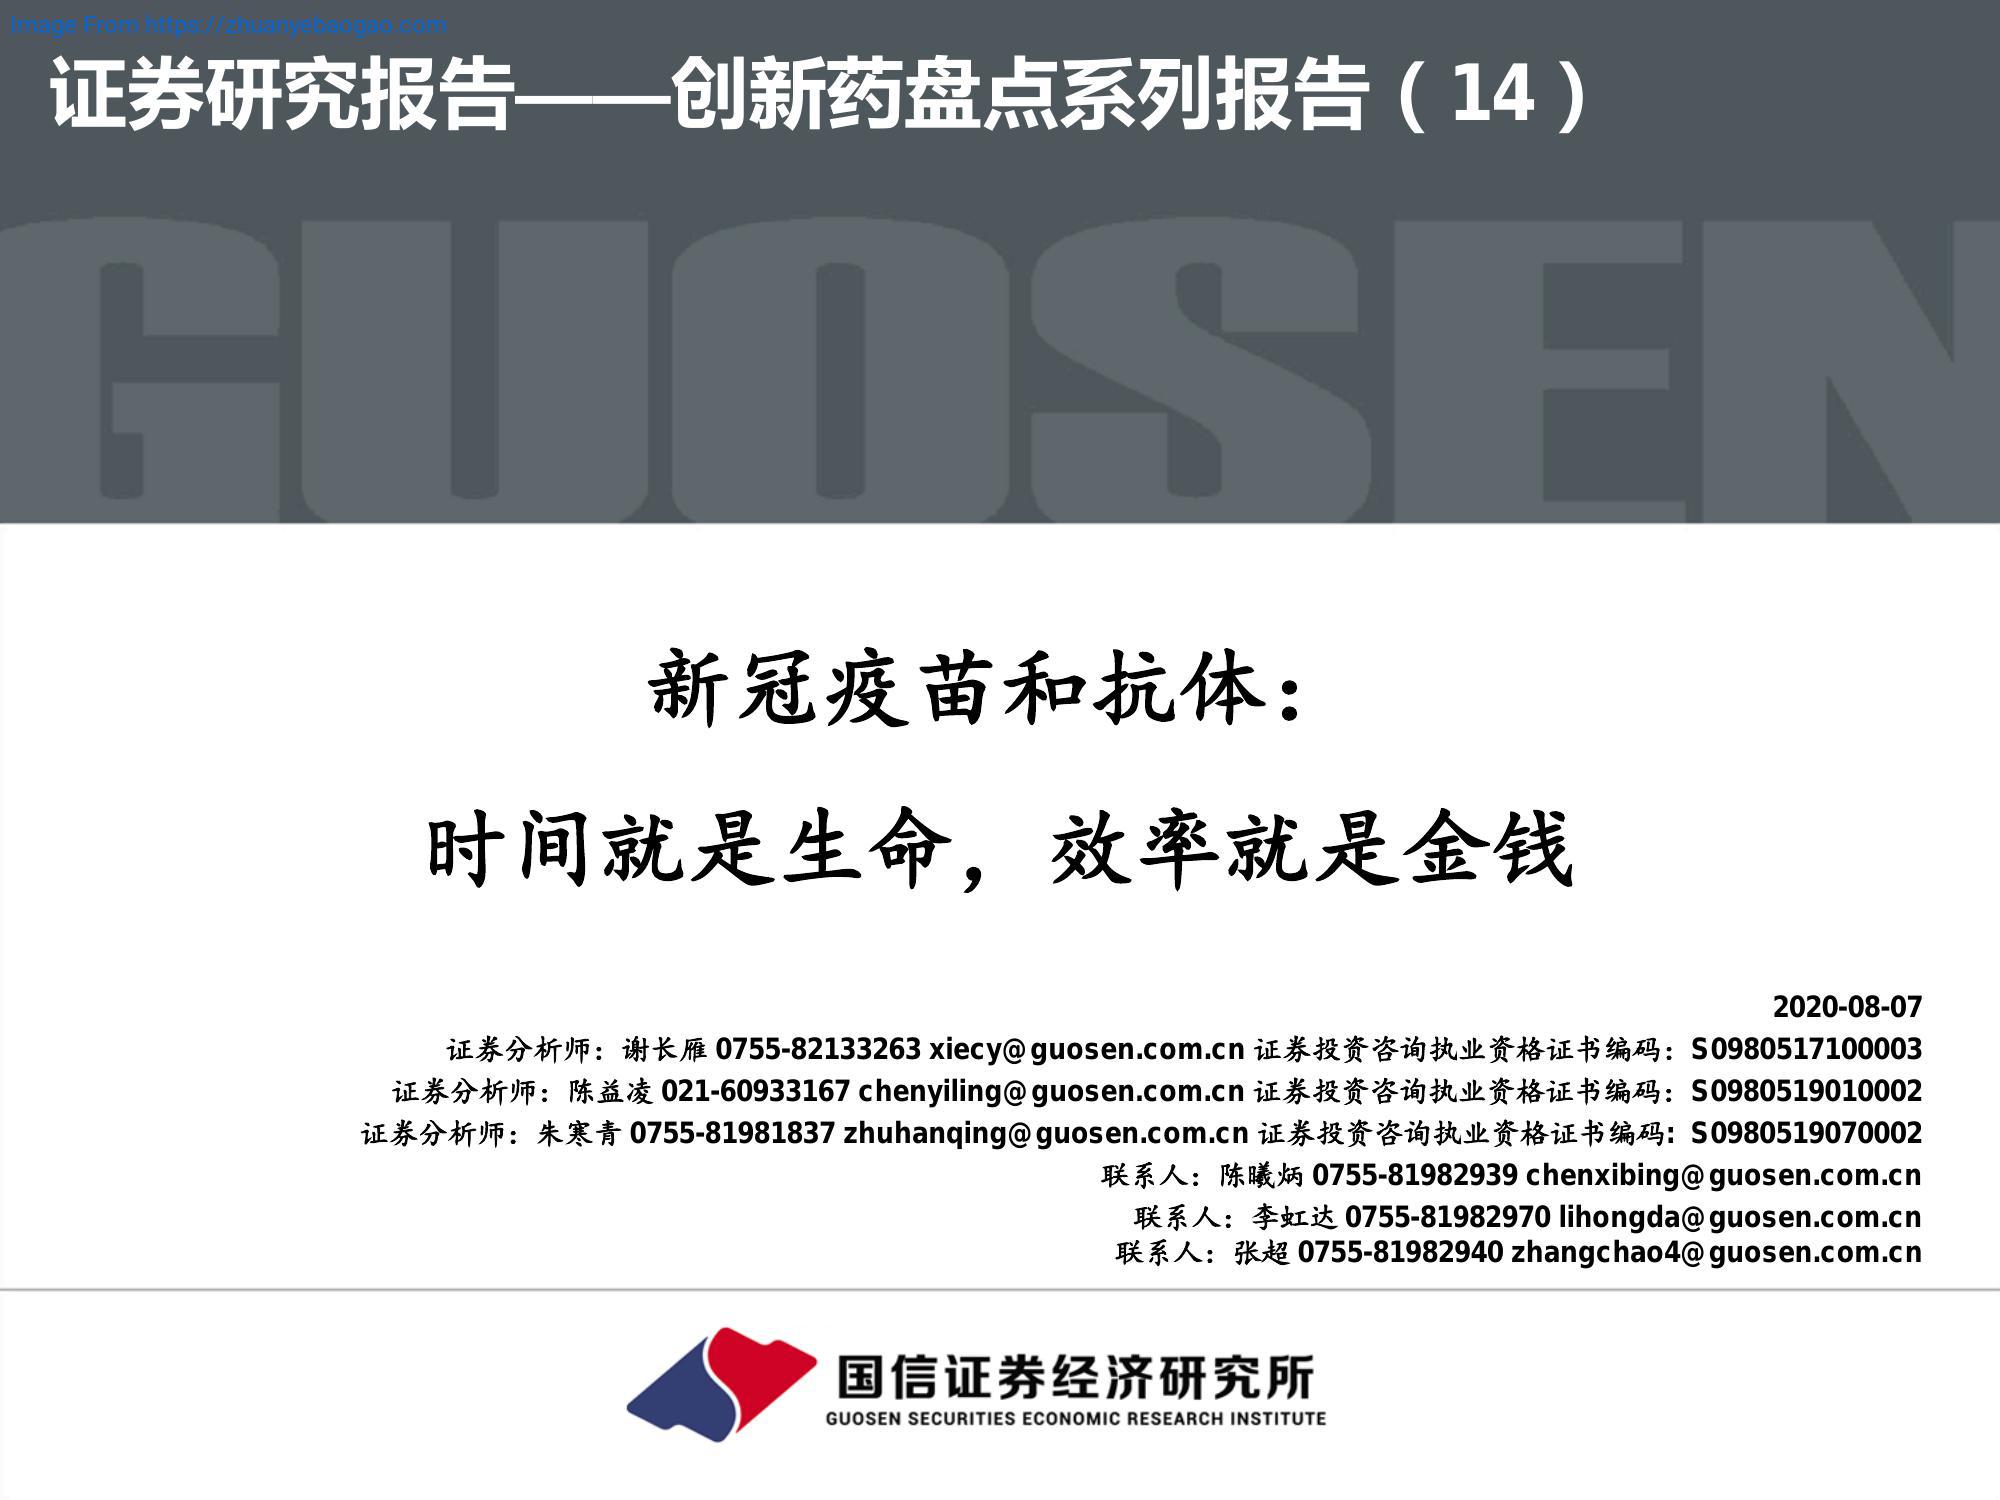 Image From https://zhuanyebaogao.com
证券研究报告——创新药盘点系列报告（14）
GUOSEN
新冠疫苗和抗体：
时间就是生命，效率就是金钱
2020-08-07
证券分析师：谢长雁 0755-82133263 xiecy@guosen.com.cn 证券投资咨询执业资格证书编码：S0980517100003
证券分析师：陈益凌 021-60933167 chenyiling@guosen.com.cn 证券投资咨询执业资格证书编码：S0980519010002
证券分析师：朱寒青 0755-81981837 zhuhanqing@guosen.com.cn 证券投资咨询执业资格证书编码：S0980519070002
联系人：陈曦炳 0755-81982939 chenxibing@guosen.com.cn
联系人：李虹达 0755-81982970 lihongda@guosen.com.cn
联系人：张超 0755-81982940 zhangchao4@guosen.com.cn
国信证券经济研究所
GUOSEN SECURITIES ECONOMIC RESEARCH INSTITUTE